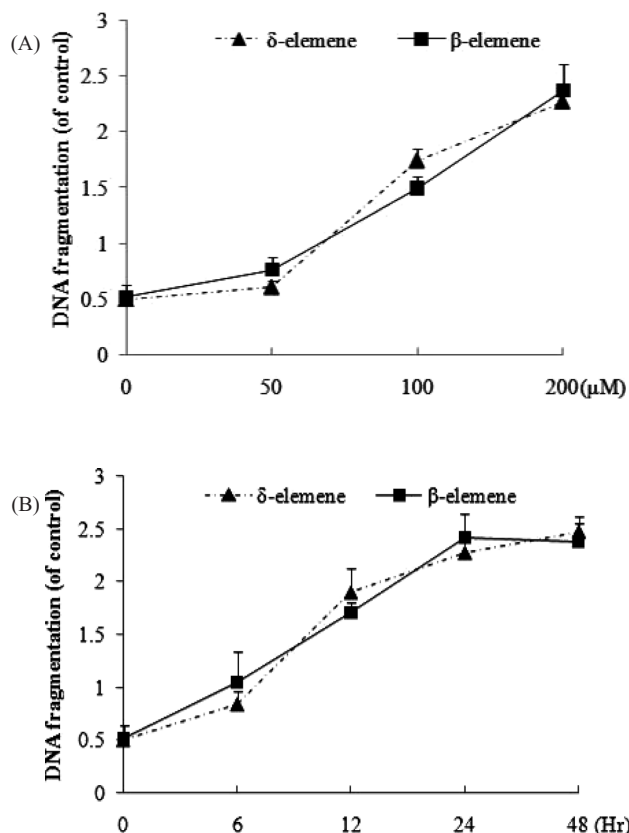 (A)
δ-elemene β-elemene
DNA fragmentation (of control)
3
2.5
2
1.5
1
0.5
0
0 50 100 200(μM)
(B)
δ-elemene β-elemene
DNA fragmentation (of control)
3
2.5
2
1.5
1
0.5
0
0 6 12 24 48 (Hr)